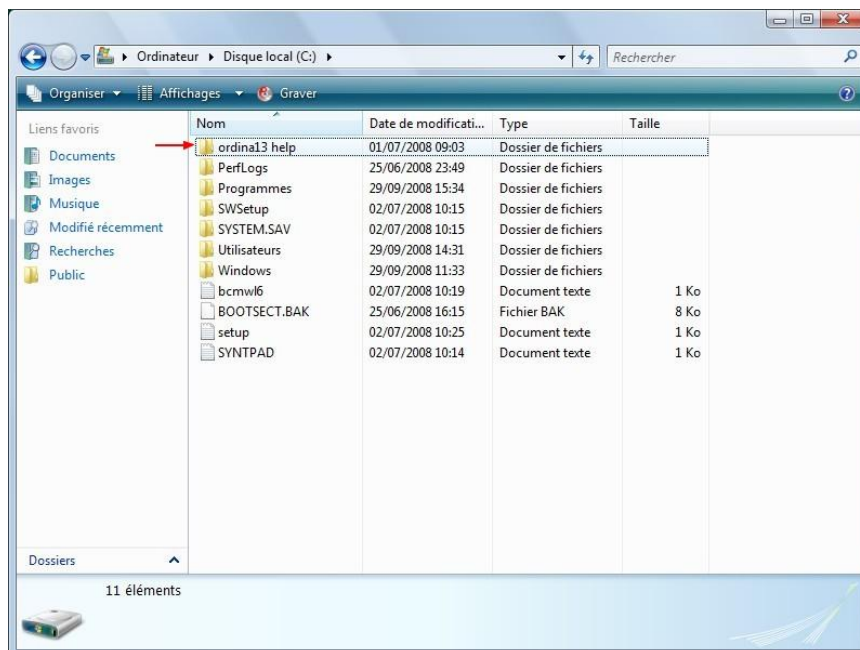 Ordinateur Disque local (C:) Rechercher
Organiser Affichages Graver
Liens favoris
Documents
Images
Musique
Modifié récemment
Recherches
Public
Dossiers
Nom Date de modificati... Type Taille
ordina13 help 01/07/2008 09:03 Dossier de fichiers
PerfLogs 25/06/2008 23:49 Dossier de fichiers
Programmes 29/09/2008 15:34 Dossier de fichiers
SWSetup 02/07/2008 10:15 Dossier de fichiers
SYSTEM.SAV 02/07/2008 10:15 Dossier de fichiers
Utilisateurs 29/09/2008 14:31 Dossier de fichiers
Windows 29/09/2008 11:33 Dossier de fichiers
bcmwl6 02/07/2008 10:19 Document texte 1 Ko
BOOTSECT.BAK 25/06/2008 16:15 Fichier BAK 8 Ko
setup 02/07/2008 10:25 Document texte 1 Ko
SYNTPAD 02/07/2008 10:14 Document texte 1 Ko
11 éléments